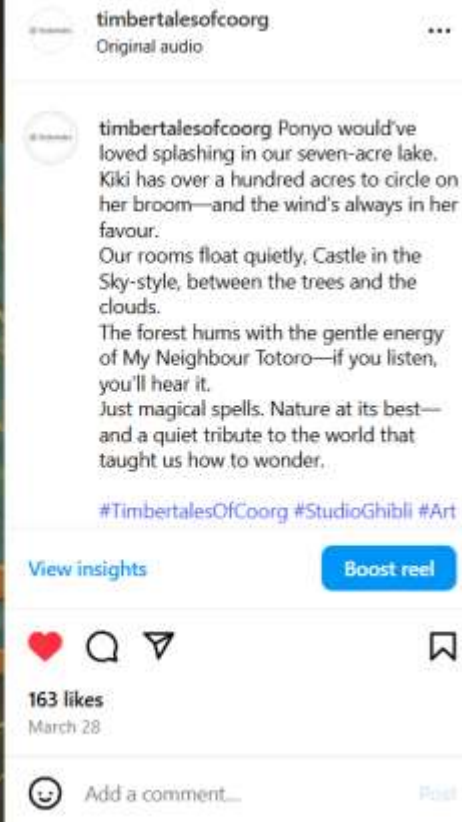 timbertalesofcoorg
Original audio
timbertalesofcoorg Ponyo would've
loved splashing in our seven-acre lake.
Kiki has over a hundred acres to circle on
her broom—and the wind's always in her
favour.
Our rooms float quietly, Castle in the
Sky-style, between the trees and the
clouds.
The forest hums with the gentle energy
of My Neighbour Totoro—if you listen,
you'll hear it.
Just magical spells. Nature at its best—
and a quiet tribute to the world that
taught us how to wonder.
#TimbertalesOfCoorg #StudioGhibli #Art
View insights
Boost reel
163 likes
March 28
Add a comment...
Post